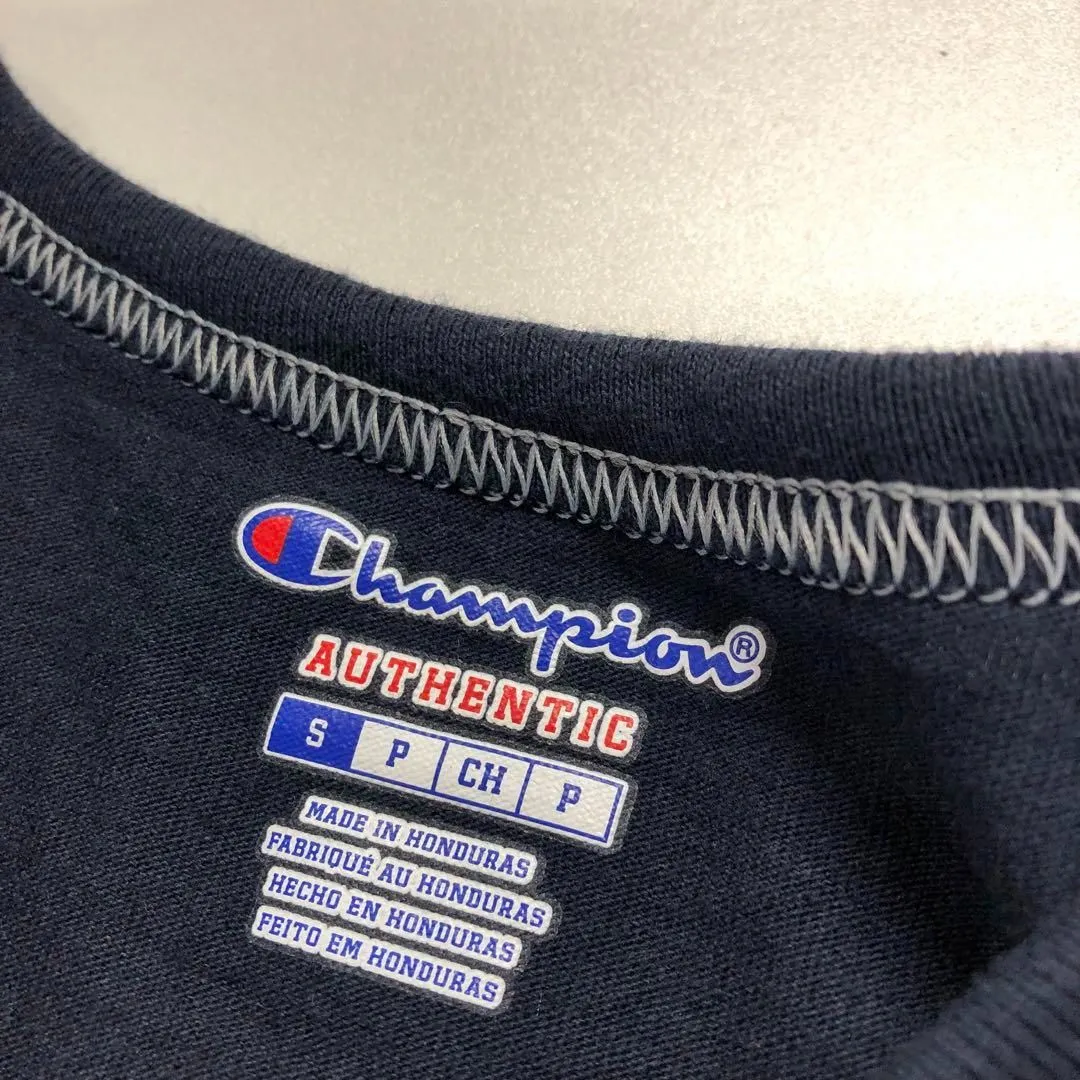 Champion®
AUTHENTIC
S P CH P
MADE IN HONDURAS
FABRIQUÉ AU HONDURAS
HECHO EN HONDURAS
FEITO EM HONDURAS